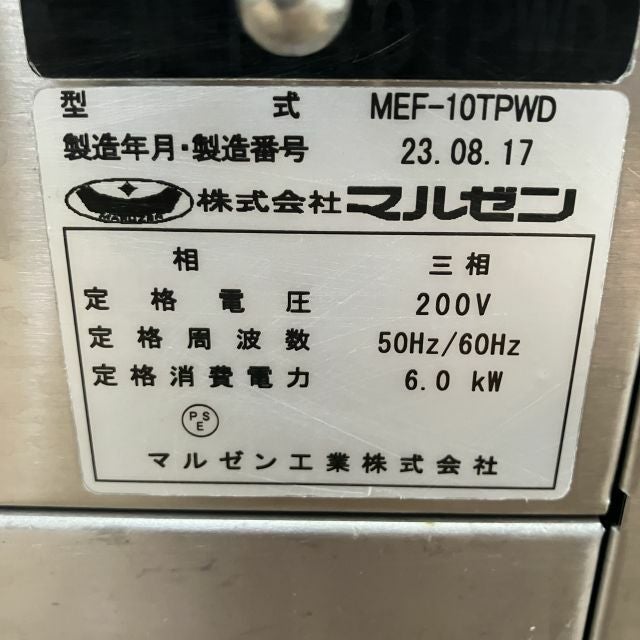 型式 MEF-10TPWD
製造年月・製造番号 23.08.17
MARUZEN 株式会社マルゼン
相 三相
定格電圧 200V
定格周波数 50Hz/60Hz
定格消費電力 6.0 kW
PSE
マルゼン工業株式会社